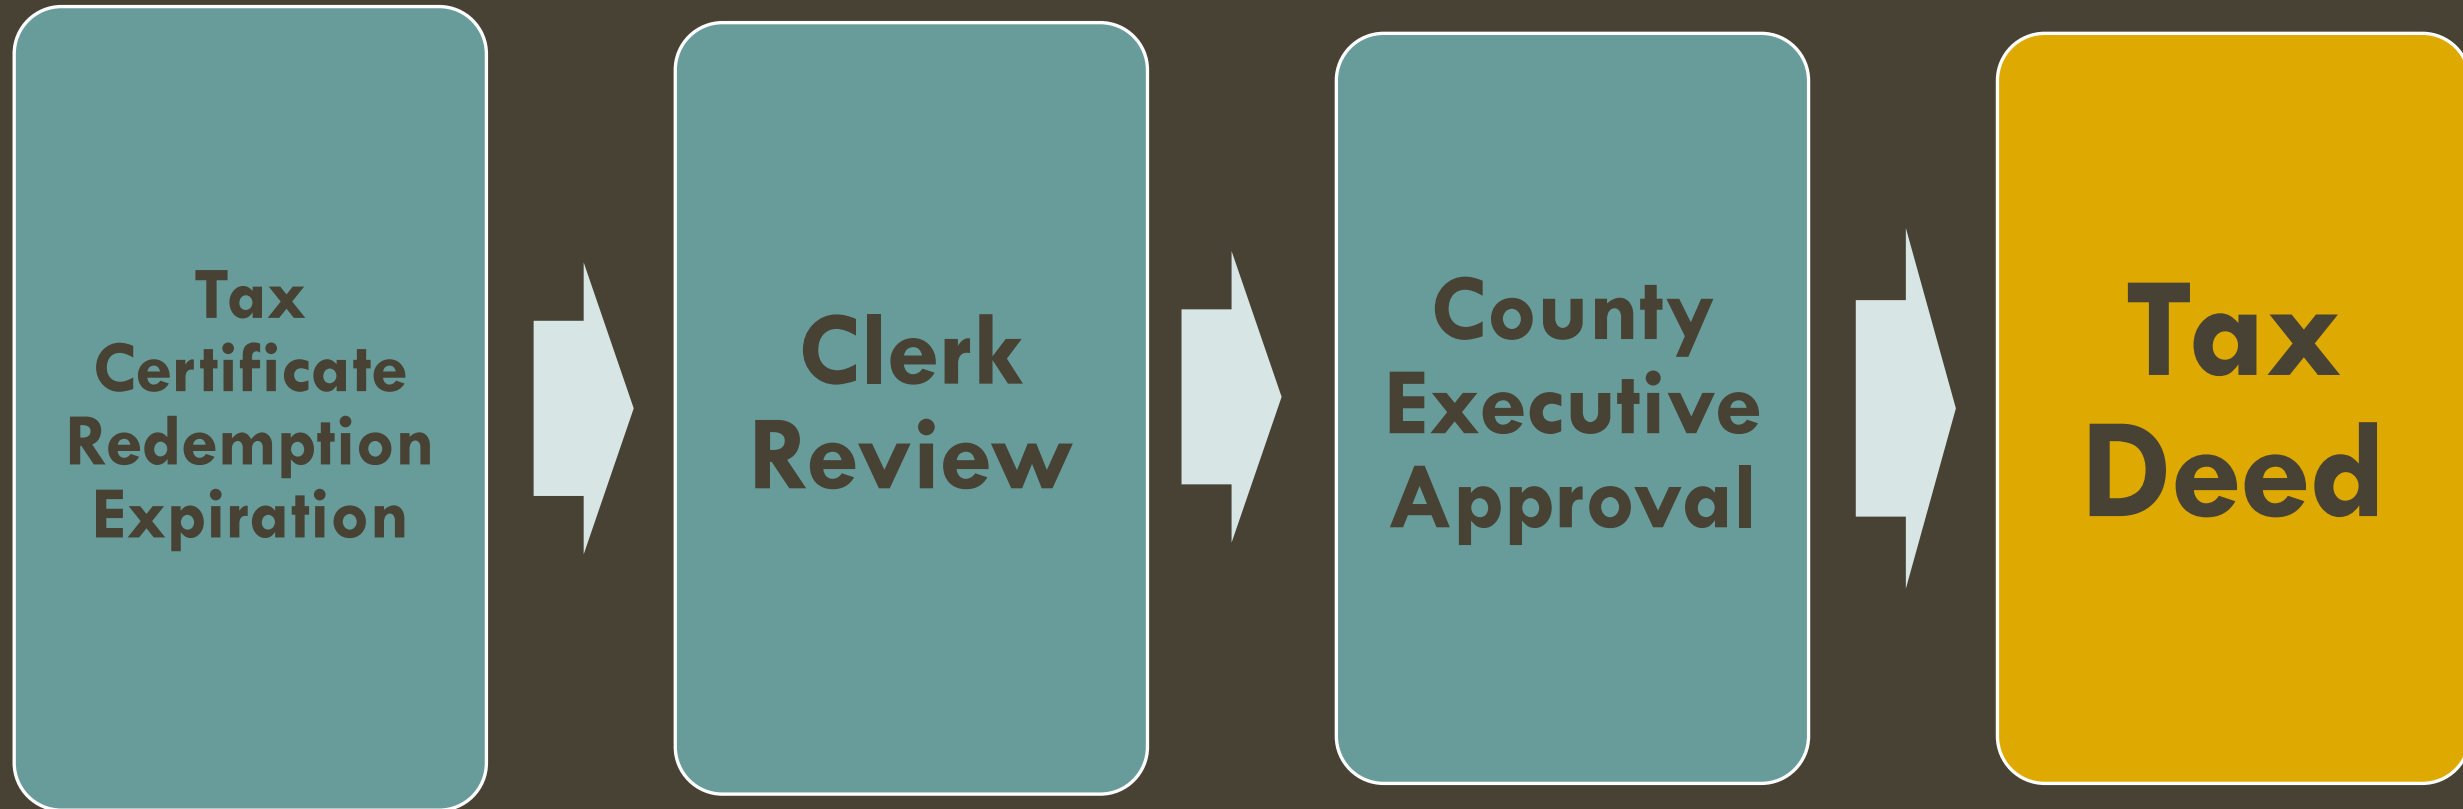 Tax
Certificate
Redemption
Expiration
Clerk
Review
County
Executive
Approval
Tax
Deed